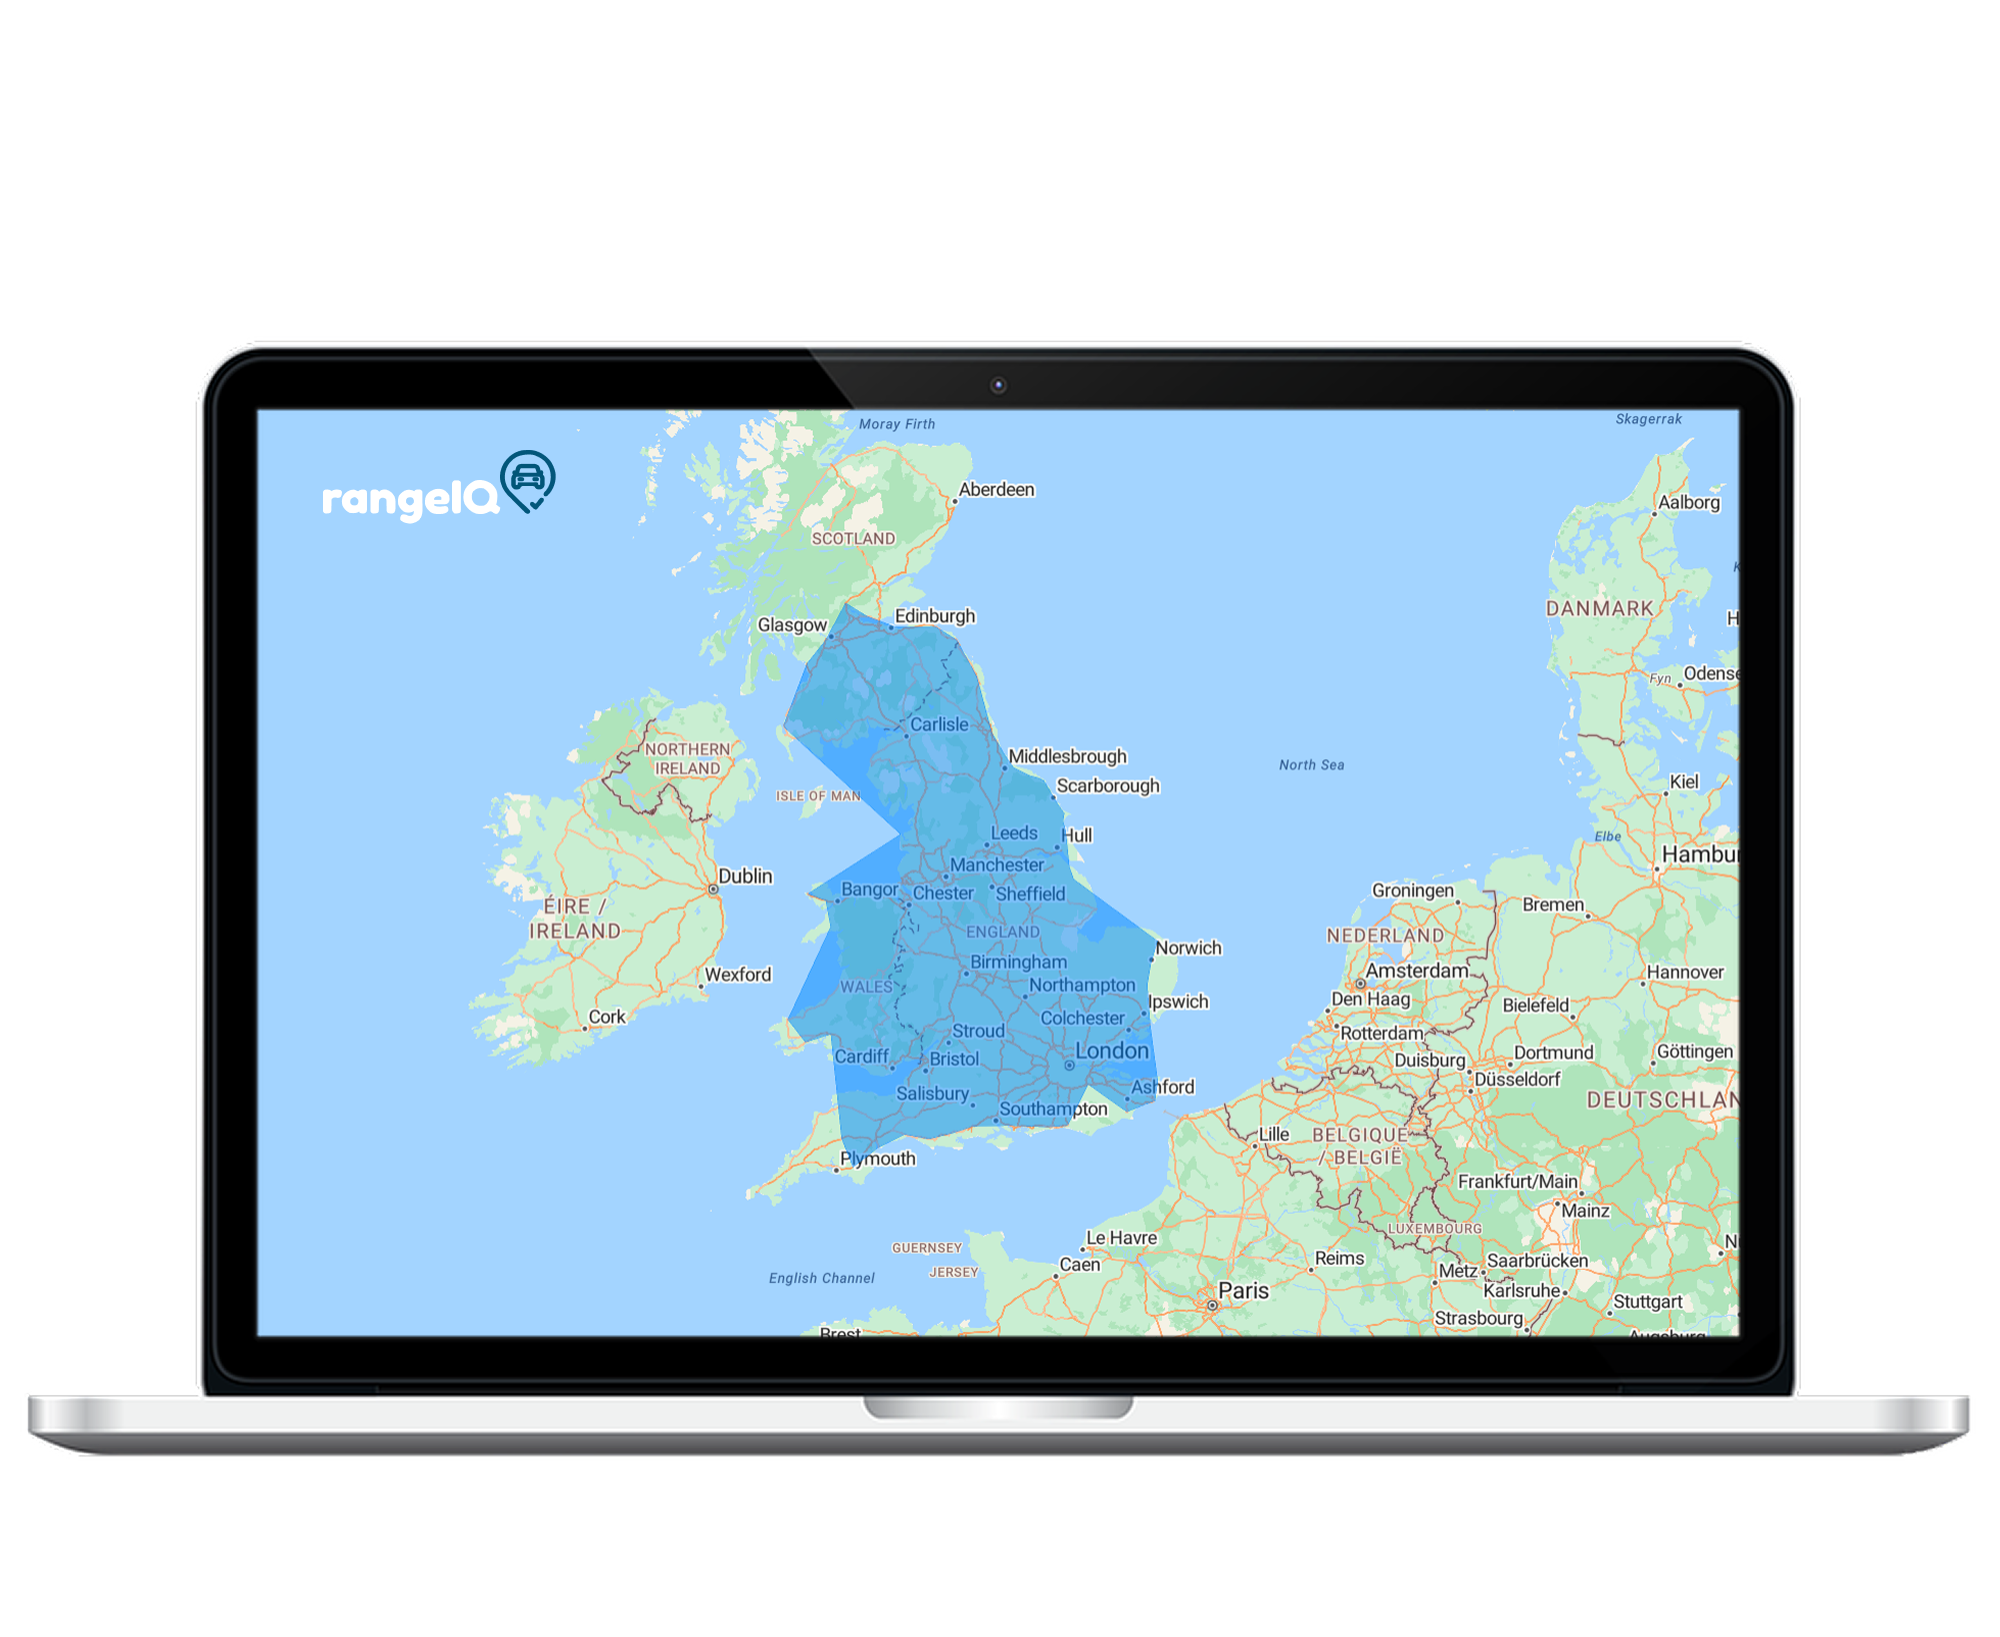 Moray Firth
Skagerrak
rangeIQ
Aberdeen
Aalborg
SCOTLAND
DANMARK
Edinburgh
Glasgow
Odense
Fyn
Carlisle
NORTHERN
IRELAND
Middlesbrough
North Sea
Scarborough
Kiel
ISLE OF MAN
Leeds
Hull
Elbe
Hambu
Manchester
Dublin
Bangor
Chester
Sheffield
Groningen
Bremen
ÉIRE /
IRELAND
ENGLAND
NEDERLAND
Norwich
Birmingham
Amsterdam
Hannover
Wexford
WALES
Northampton
Den Haag
Ipswich
Bielefeld
Cork
Colchester
Stroud
Rotterdam
London
Cardiff
Bristol
Duisburg
Dortmund
Göttingen
Düsseldorf
Ashford
Salisbury
DEUTSCHLAN
Southampton
Lille
BELGIQUE
/ BELGIË
Plymouth
Frankfurt/Main
Mainz
LUXEMBOURG
Le Havre
GUERNSEY
Reims
Saarbrücken
Caen
JERSEY
Metz
English Channel
Paris
Karlsruhe
Stuttgart
Strasbourg
Brest
Augsburg